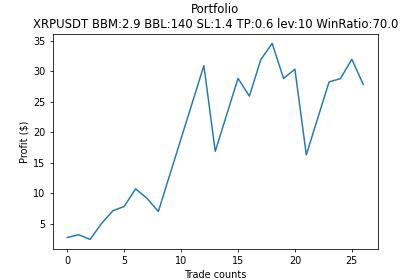 Portfolio
XRPUSDT BBM:2.9 BBL:140 SL:1.4 TP:0.6 lev:10 WinRatio:70.0
35
30
25
20
15
10
5
Profit ($)
0 5 10 15 20 25
Trade counts